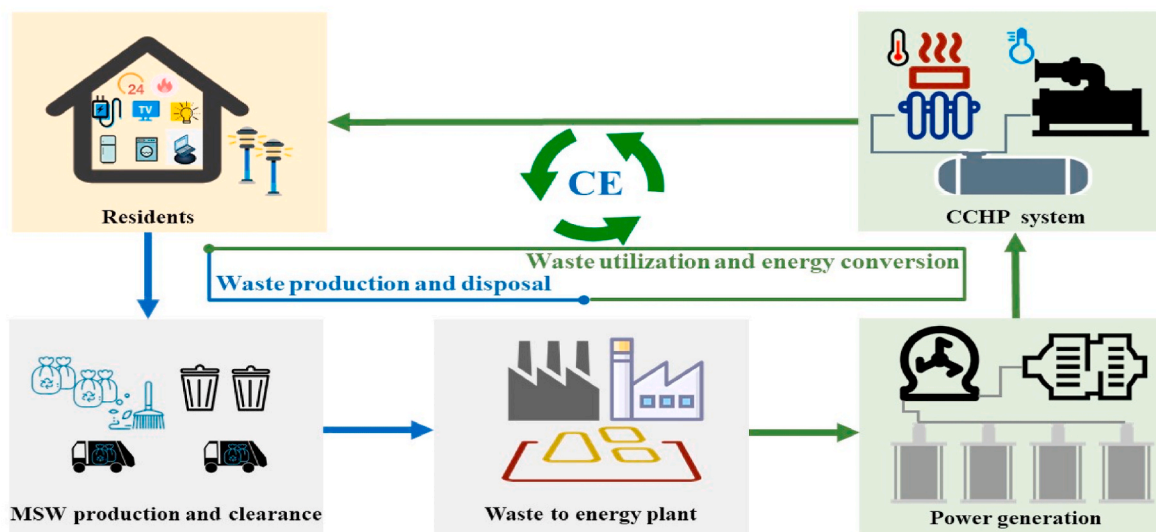 24
TV
Residents
CE
CCHP system
Waste utilization and energy conversion
Waste production and disposal
MSW production and clearance
Waste to energy plant
Power generation